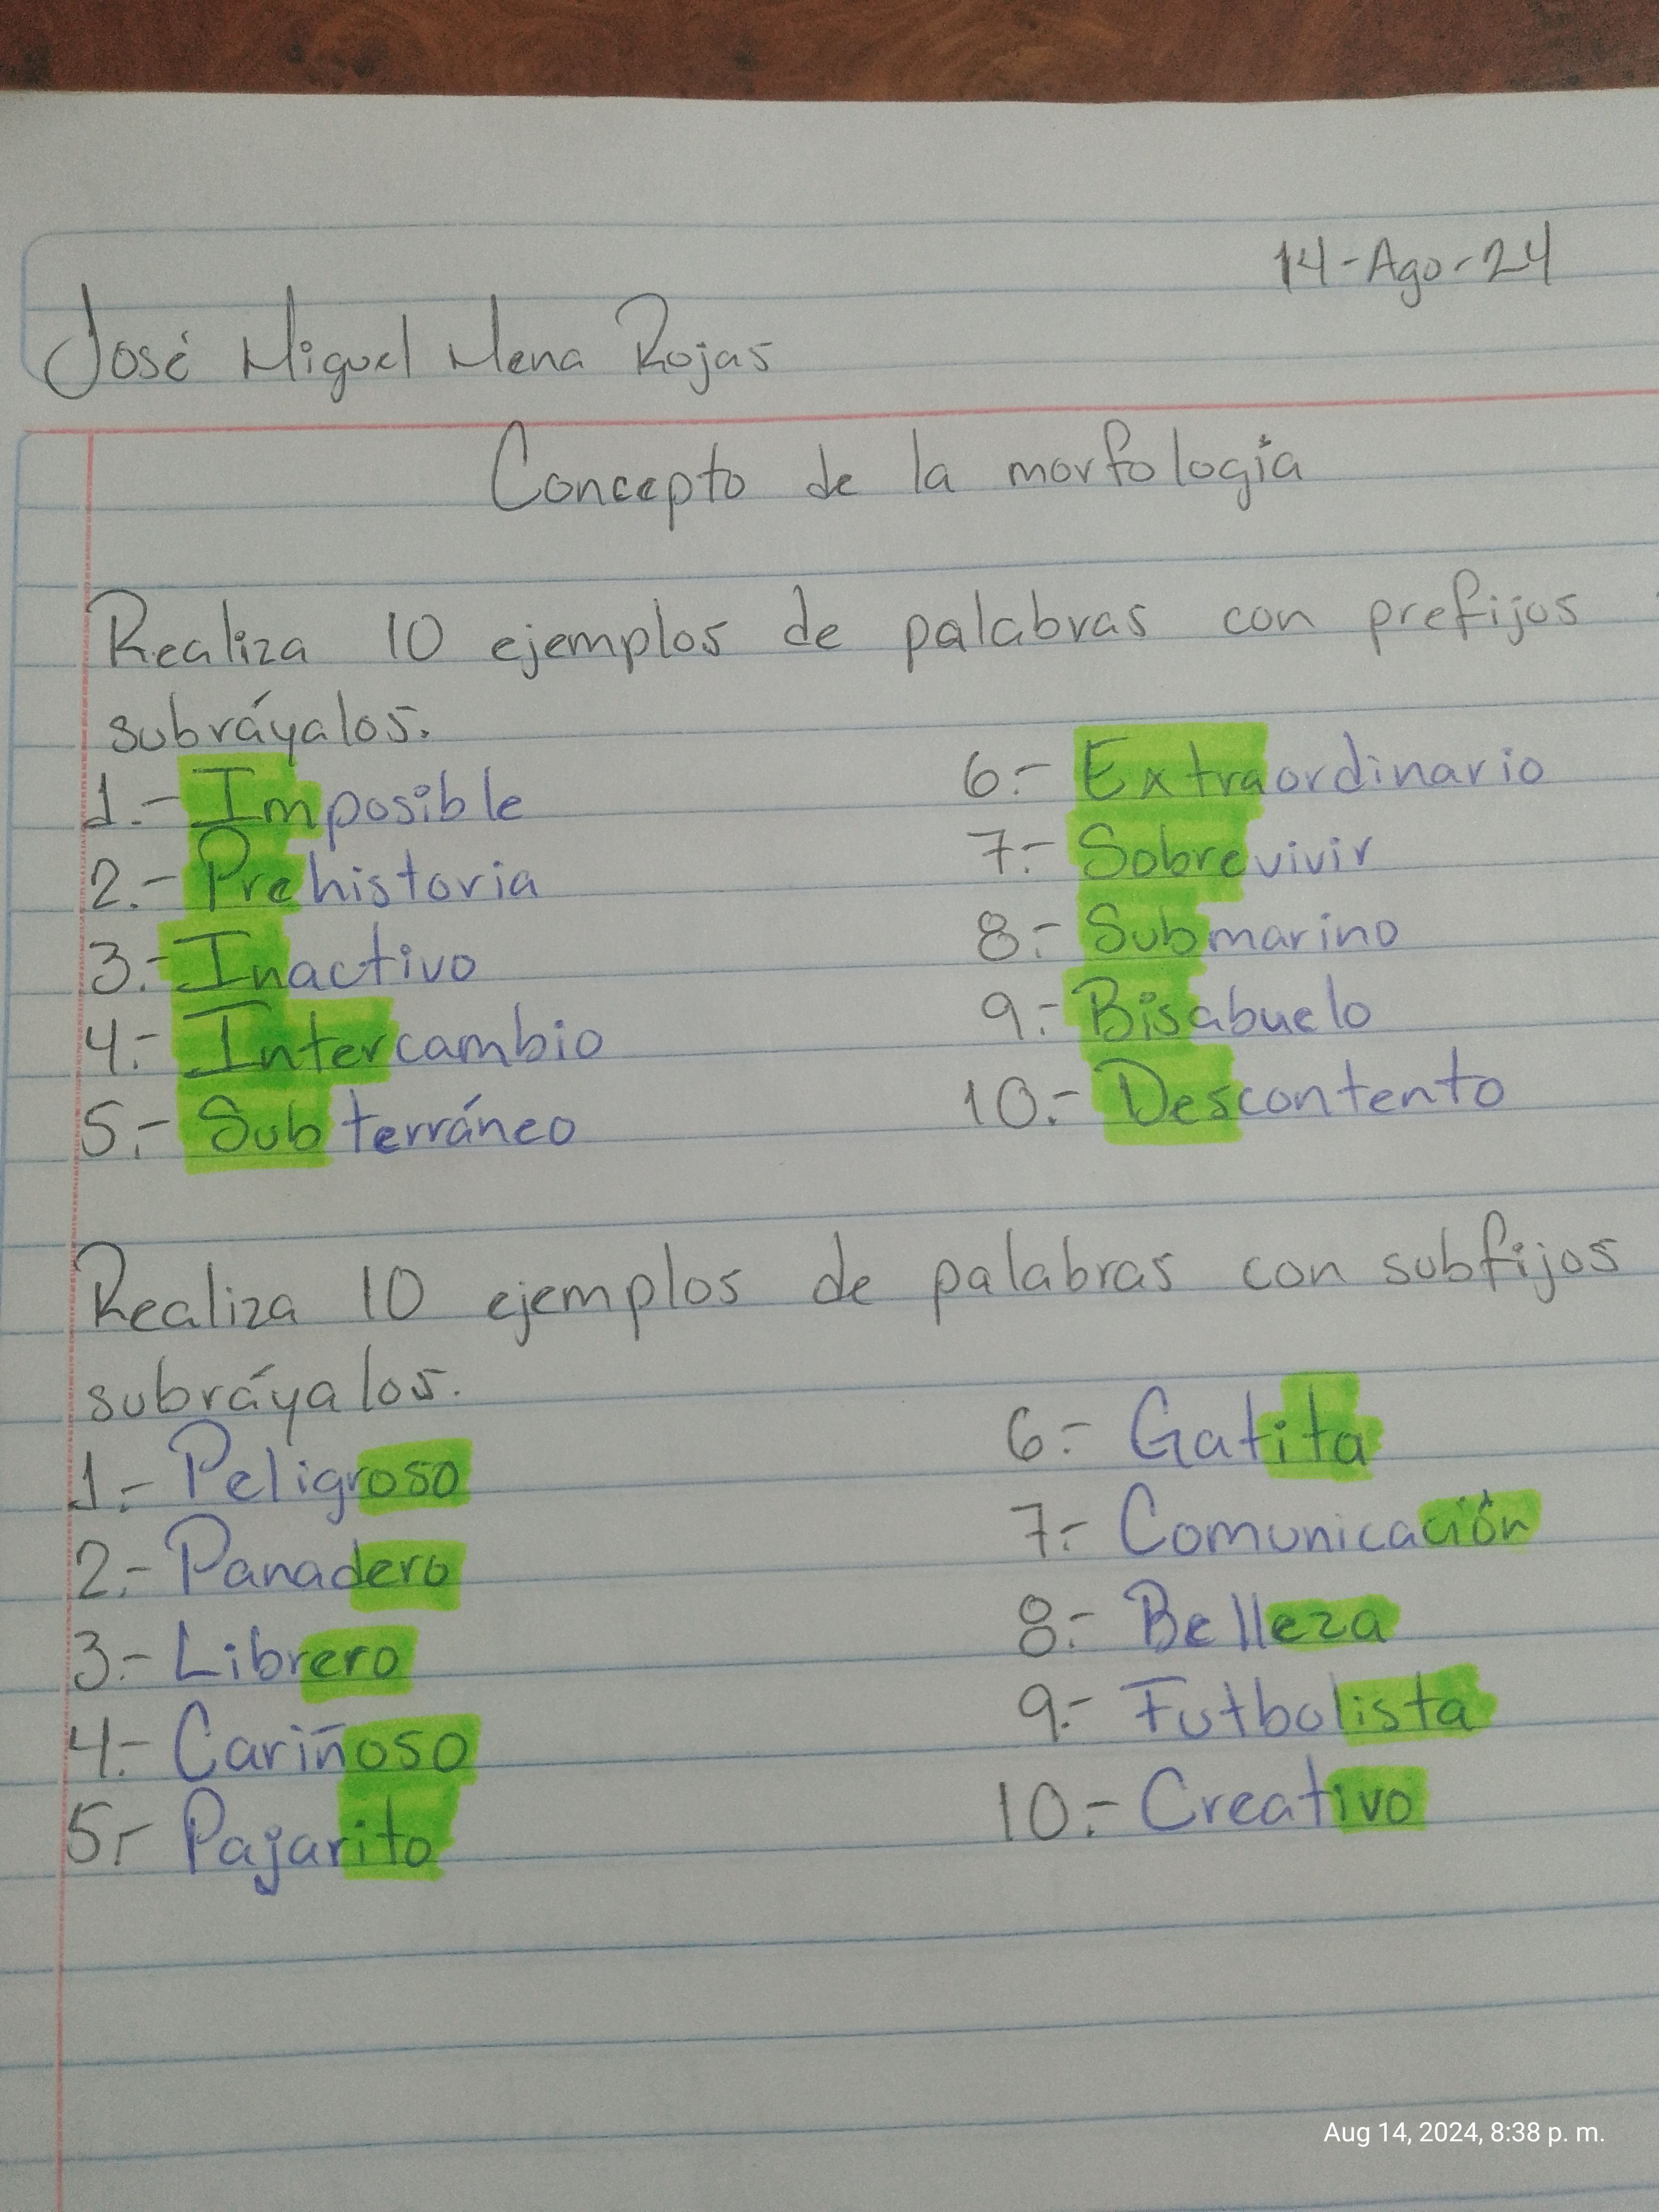 14-Ago-24
José Miguel Mena Rojas
Concepto de la morfología
Realiza 10 ejemplos de palabras con prefijos
subráyalos.
1.- Imposible
2.- Prehistoria
3.- Inactivo
4.- Intercambio
5.- Subterráneo
6.- Extraordinario
7.- Sobrevivir
8.- Submarino
9.- Bisabuelo
10.- Descontento
Realiza 10 ejemplos de palabras con subfijos
subráyalos.
1.- Peligroso
2.- Panadero
3.- Librero
4.- Cariñoso
5.- Pajarito
6.- Gatita
7.- Comunicación
8.- Belleza
9.- Futbolista
10.- Creativo
Aug 14, 2024, 8:38 p. m.